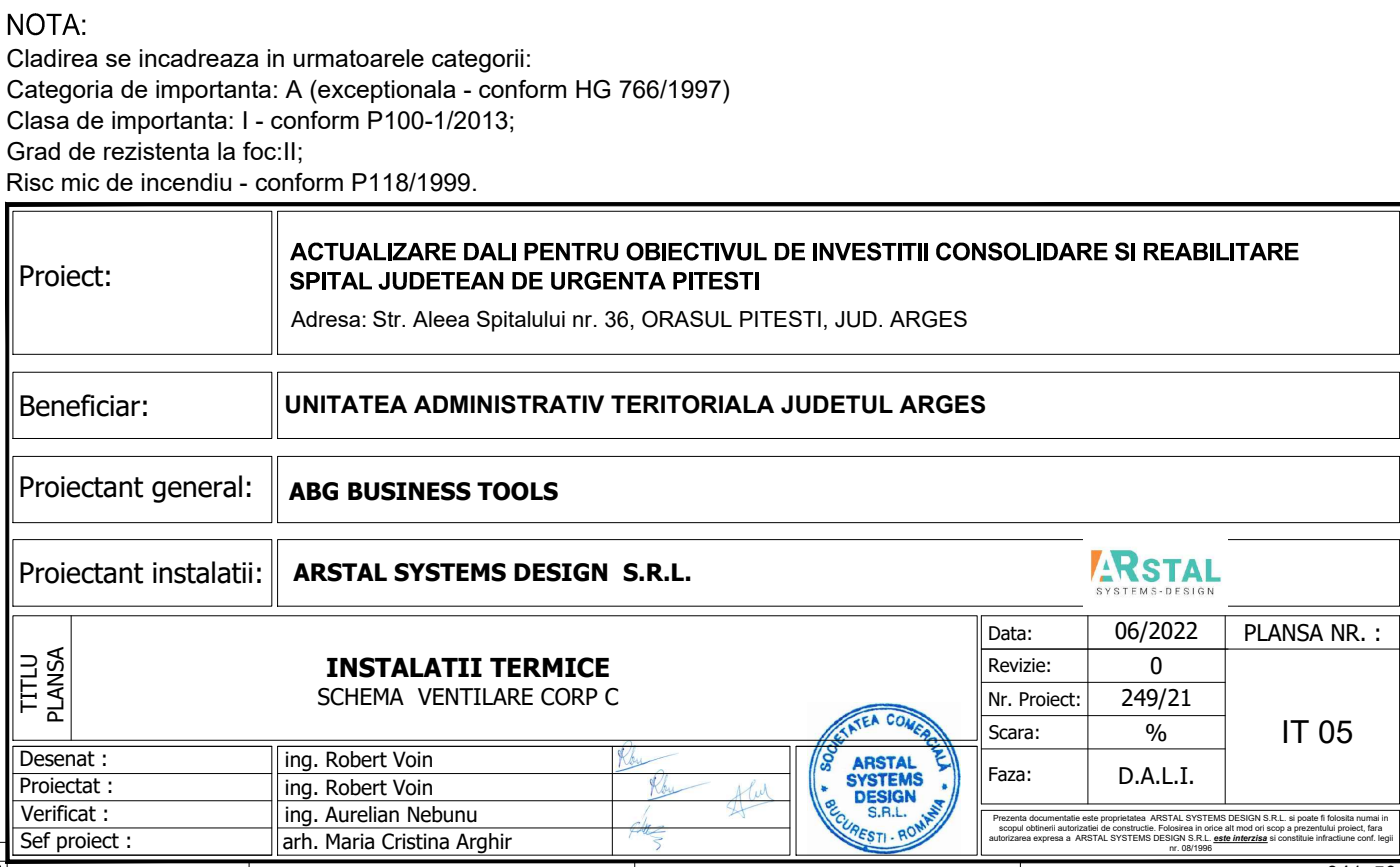 NOTA:
Cladirea se incadreaza in urmatoarele categorii:
Categoria de importanta: A (exceptionala - conform HG 766/1997)
Clasa de importanta: I - conform P100-1/2013;
Grad de rezistenta la foc:II;
Risc mic de incendiu - conform P118/1999.
Proiect:
ACTUALIZARE DALI PENTRU OBIECTIVUL DE INVESTITII CONSOLIDARE SI REABILITARE
SPITAL JUDETEAN DE URGENTA PITESTI
Adresa: Str. Aleea Spitalului nr. 36, ORASUL PITESTI, JUD. ARGES
Beneficiar:
UNITATEA ADMINISTRATIV TERITORIALA JUDETUL ARGES
Proiectant general:
ABG BUSINESS TOOLS
Proiectant instalatii:
ARSTAL SYSTEMS DESIGN S.R.L.
ARSTAL
SYSTEMS-DESIGN
TITLU
PLANSA
INSTALATII TERMICE
SCHEMA VENTILARE CORP C
Data: 06/2022
Revizie: 0
Nr. Proiect: 249/21
Scara: %
Faza: D.A.L.I.
PLANSA NR. :
IT 05
Desenat : ing. Robert Voin
Proiectat : ing. Robert Voin
Verificat : ing. Aurelian Nebunu
Sef proiect : arh. Maria Cristina Arghir
SOCIETATEA COMERCIALĂ
ARSTAL
SYSTEMS
DESIGN
S.R.L.
BUCURESTI - ROMÂNIA
Prezenta documentatie este proprietatea ARSTAL SYSTEMS DESIGN S.R.L. si poate fi folosita numai in
scopul obtinerii autorizatiei de constructie. Folosirea in orice alt mod ori scop a prezentului proiect, fara
autorizarea expresa a ARSTAL SYSTEMS DESIGN S.R.L. este interzisa si constituie infractiune conf. legii
nr. 08/1996